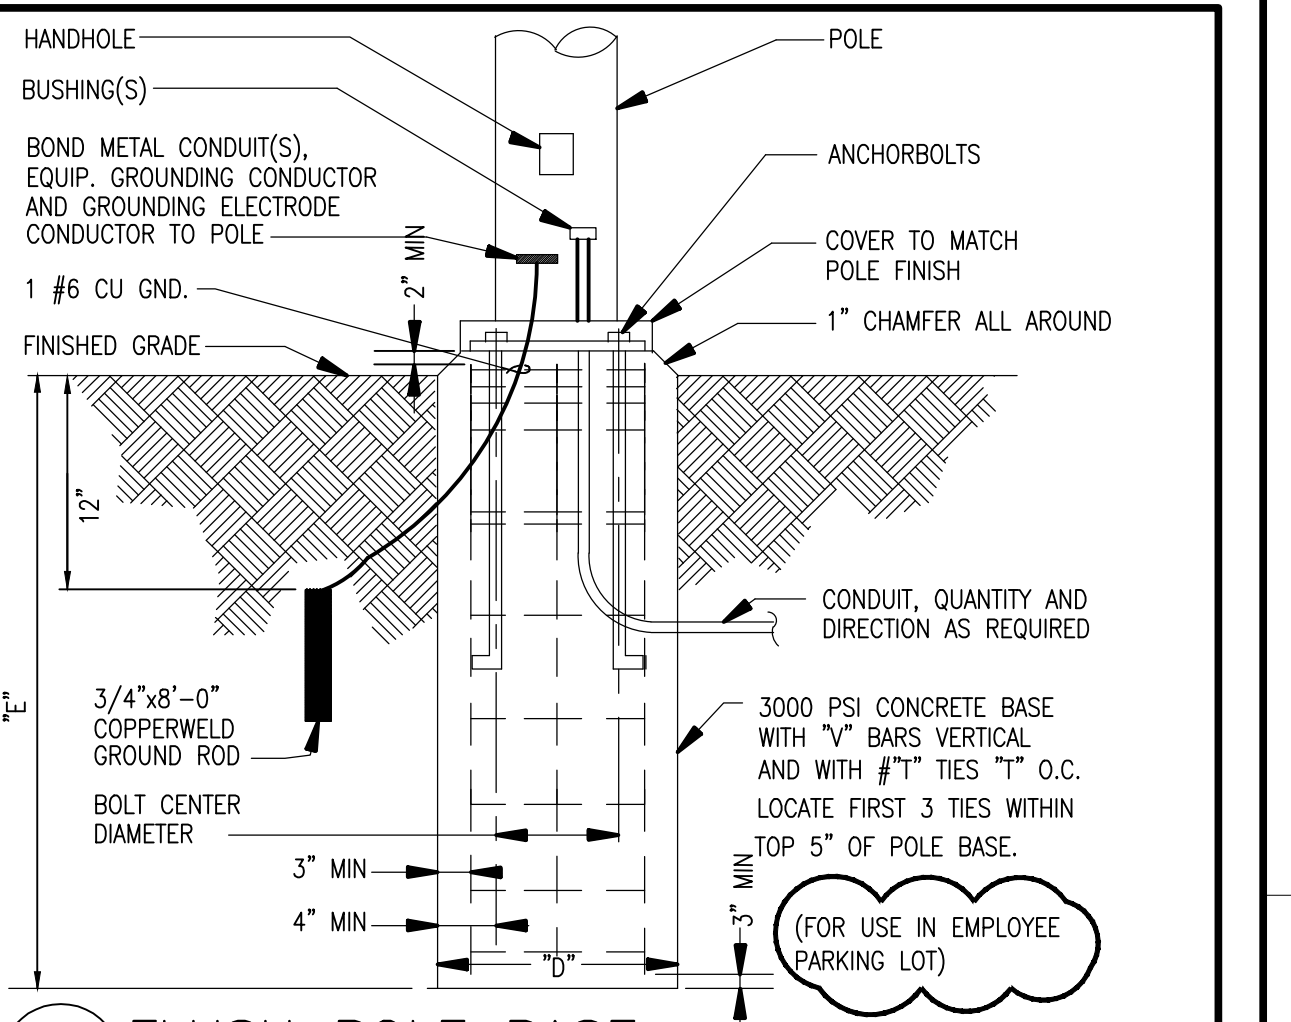 HANDHOLE
BUSHING(S)
BOND METAL CONDUIT(S),
EQUIP. GROUNDING CONDUCTOR
AND GROUNDING ELECTRODE
CONDUCTOR TO POLE
1 #6 CU GND.
FINISHED GRADE
2" MIN
POLE
ANCHORBOLTS
COVER TO MATCH
POLE FINISH
1" CHAMFER ALL AROUND
12"
"E"
3/4"x8'-0"
COPPERWELD
GROUND ROD
BOLT CENTER
DIAMETER
3" MIN
4" MIN
"D"
CONDUIT, QUANTITY AND
DIRECTION AS REQUIRED
3000 PSI CONCRETE BASE
WITH "V" BARS VERTICAL
AND WITH #"T" TIES "T" O.C.
LOCATE FIRST 3 TIES WITHIN
TOP 5" OF POLE BASE.
3" MIN
(FOR USE IN EMPLOYEE
PARKING LOT)